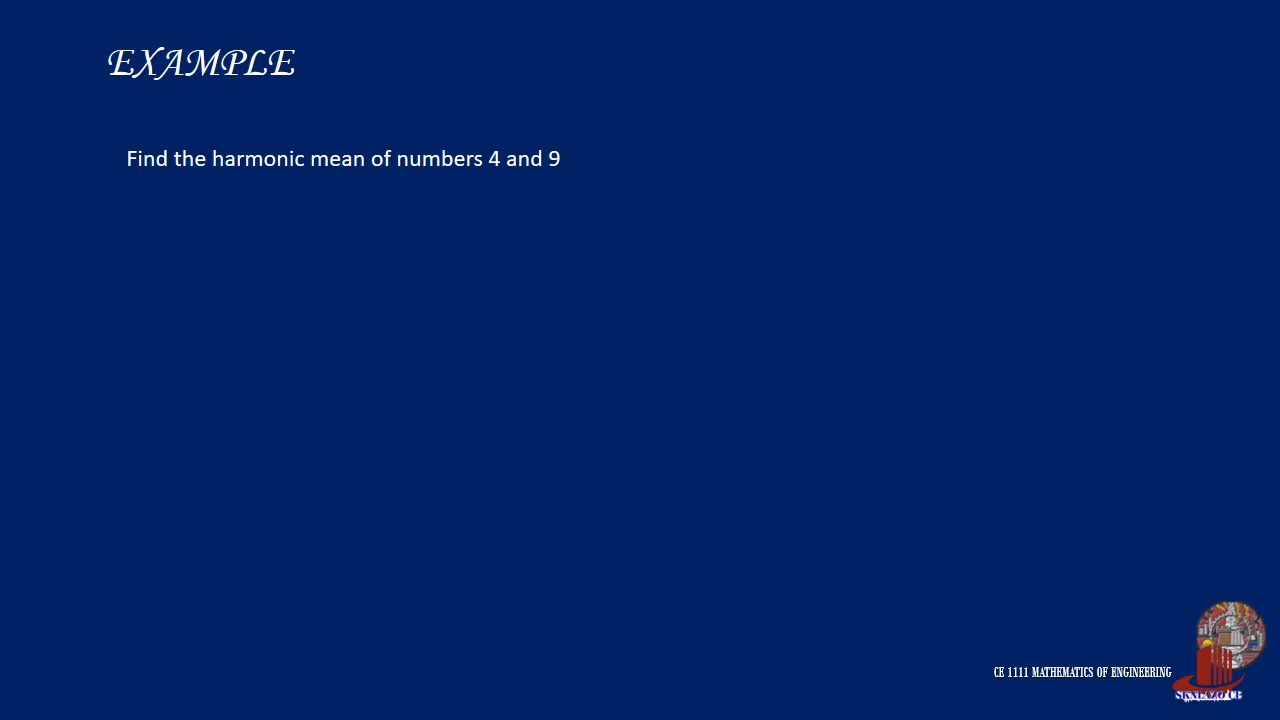 EXAMPLE
Find the harmonic mean of numbers 4 and 9
CE 1111 MATHEMATICS OF ENGINEERING